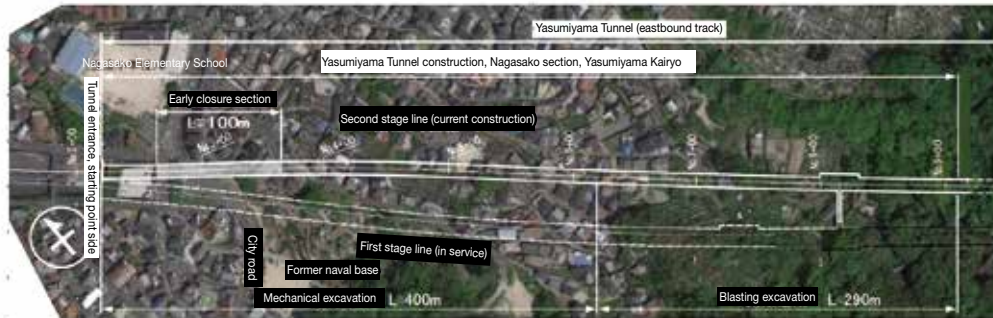 Yasumiyama Tunnel (eastbound track)
Nagasako Elementary School
Yasumiyama Tunnel construction, Nagasako section, Yasumiyama Kairyo
Early closure section
L=100m
Second stage line (current construction)
Tunnel entrance, starting point side
First stage line (in service)
City road
Former naval base
Mechanical excavation L 400m
Blasting excavation L 290m